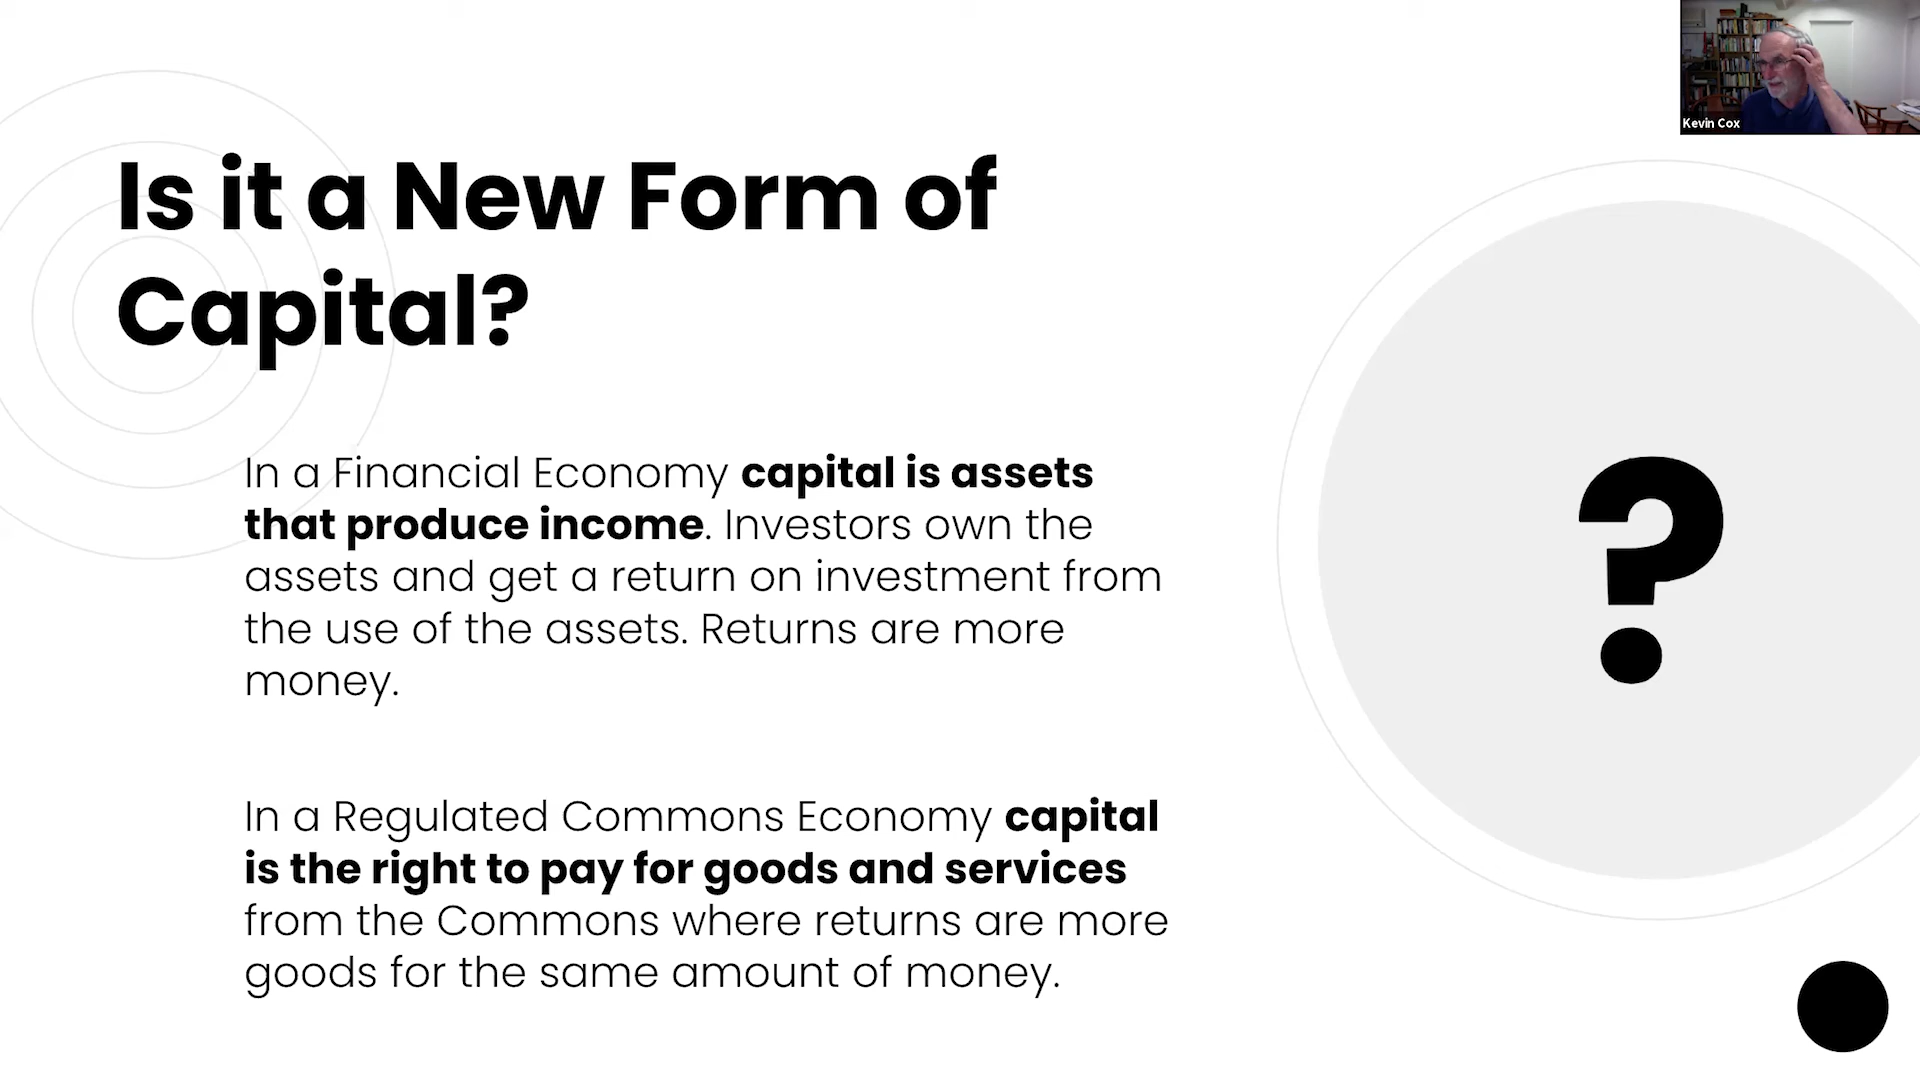 Kevin Cox
Is it a New Form of
Capital?
In a Financial Economy capital is assets
that produce income. Investors own the
assets and get a return on investment from
the use of the assets. Returns are more
money.
?
In a Regulated Commons Economy capital
is the right to pay for goods and services
from the Commons where returns are more
goods for the same amount of money.